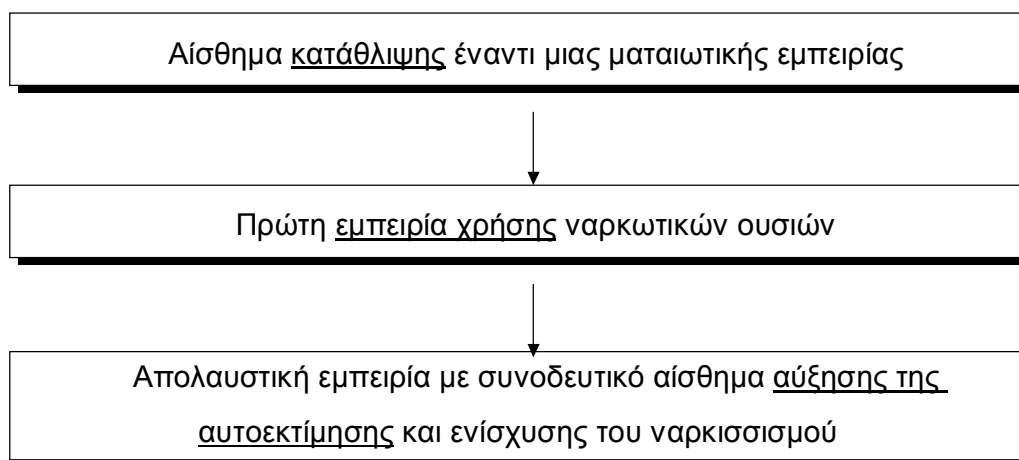 Αίσθημα κατάθλιψης έναντι μιας ματαιωτικής εμπειρίας
Πρώτη εμπειρία χρήσης ναρκωτικών ουσιών
Απολαυστική εμπειρία με συνοδευτικό αίσθημα αύξησης της
αυτοεκτίμησης και ενίσχυσης του ναρκισσισμού